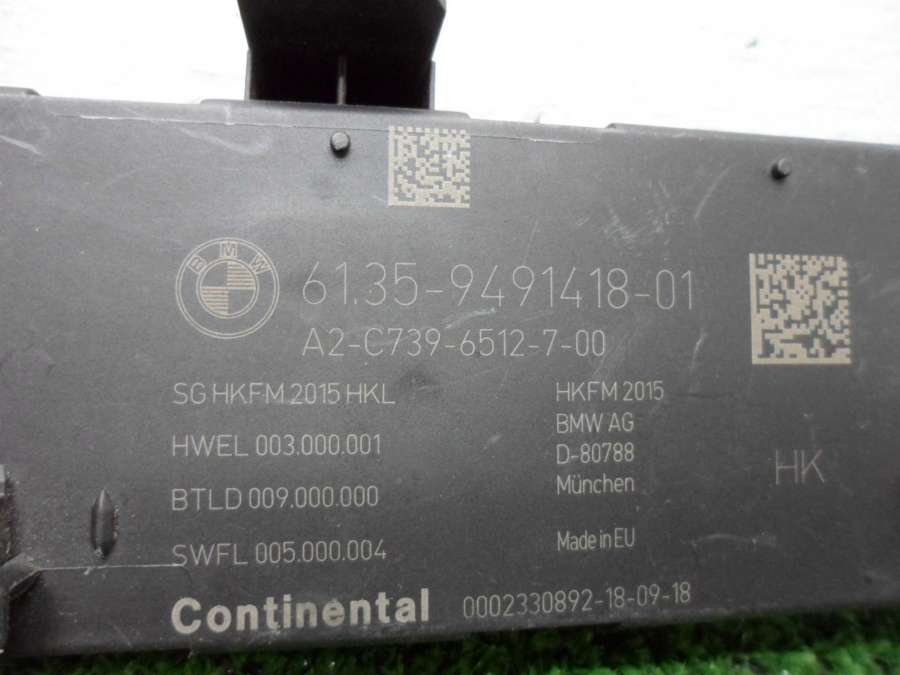 BMW
61.35-9491418-01
A2-C739-6512-7-00
SG HKFM 2015 HKL
HWEL 003.000.001
BTLD 009.000.000
SWFL 005.000.004
HKFM 2015
BMW AG
D-80788
München
Made in EU
HK
Continental 0002330892-18-09-18